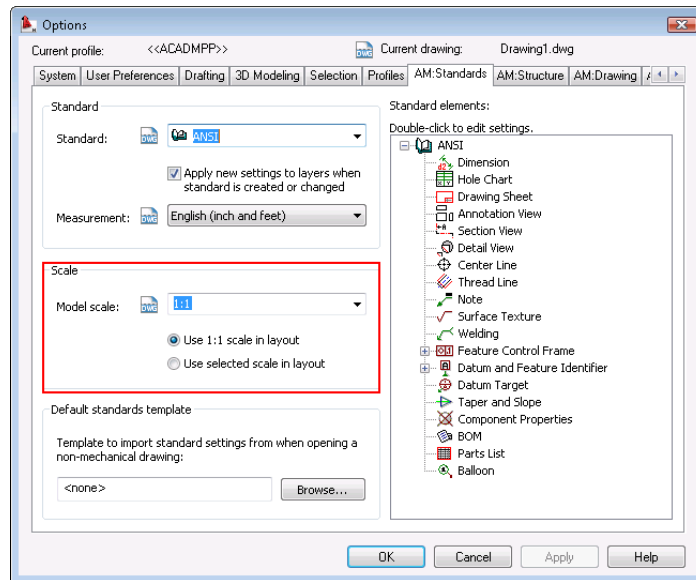 Options
Current profile: <<ACADMPP>> Current drawing: Drawing1.dwg
System User Preferences Drafting 3D Modeling Selection Profiles AM:Standards AM:Structure AM:Drawing
Standard
Standard: DWG ANSI
Apply new settings to layers when
standard is created or changed
Measurement: DWG English (inch and feet)
Scale
Model scale: DWG 1:1
Use 1:1 scale in layout
Use selected scale in layout
Default standards template
Template to import standard settings from when opening a
non-mechanical drawing:
<none> Browse...
Standard elements:
Double-click to edit settings.
ANSI
Dimension
Hole Chart
Drawing Sheet
Annotation View
Section View
Detail View
Center Line
Thread Line
Note
Surface Texture
Welding
Feature Control Frame
Datum and Feature Identifier
Datum Target
Taper and Slope
Component Properties
BOM
Parts List
Balloon
OK Cancel Apply Help